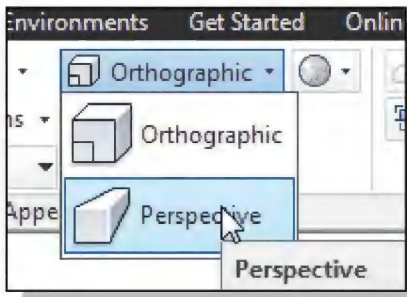 Environments Get Started Onlin
Orthographic
ns
Orthographic
Appe
Perspective
Perspective